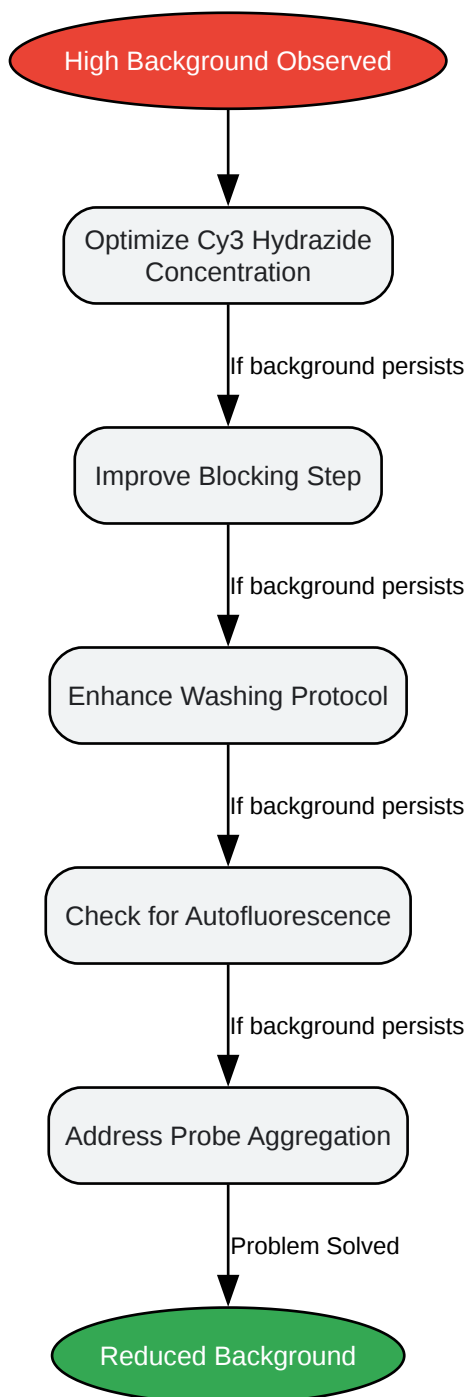 High Background Observed
Optimize Cy3 Hydrazide
Concentration
If background persists
Improve Blocking Step
If background persists
Enhance Washing Protocol
If background persists
Check for Autofluorescence
If background persists
Address Probe Aggregation
Problem Solved
Reduced Background